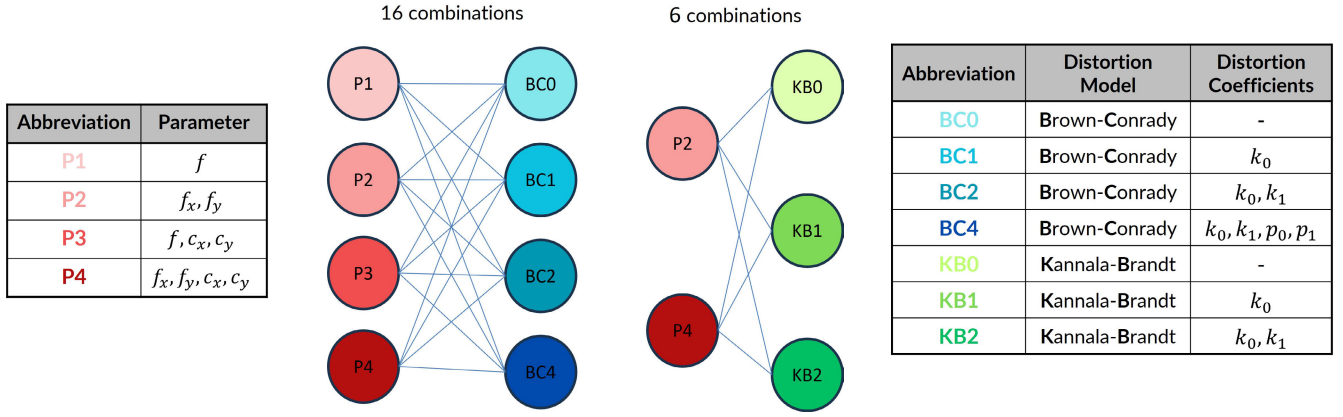 16 combinations
6 combinations
Abbreviation Parameter
P1 f
P2 f_x, f_y
P3 f, c_x, c_y
P4 f_x, f_y, c_x, c_y
P1 BC0
P2 BC1
P3 BC2
P4 BC4
P2 KB0
KB1
P4 KB2
Abbreviation Distortion Model Distortion Coefficients
BC0 Brown-Conrady -
BC1 Brown-Conrady k_0
BC2 Brown-Conrady k_0, k_1
BC4 Brown-Conrady k_0, k_1, p_0, p_1
KB0 Kannala-Brandt -
KB1 Kannala-Brandt k_0
KB2 Kannala-Brandt k_0, k_1